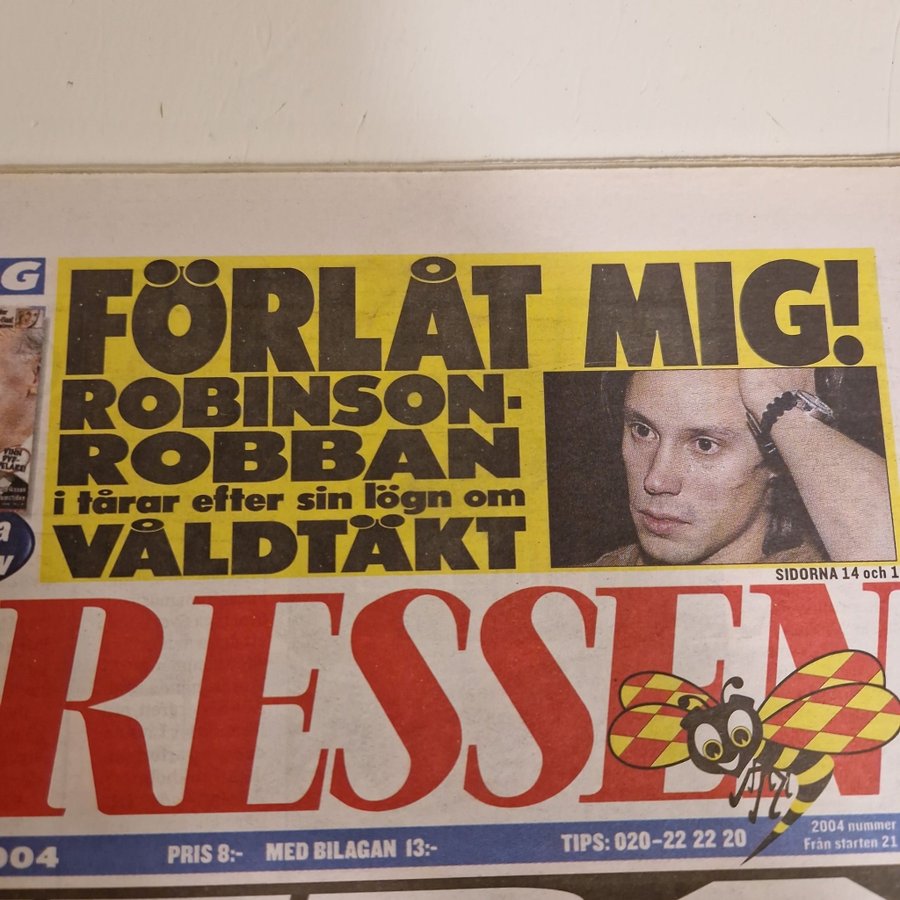 G
FÖRLÅT MIG!
ROBINSON-
ROBBAN
i tårar efter sin lögn om
VÅLDTÄKT
SIDORNA 14 och 1
RESSEN
004
PRIS 8:- MED BILAGAN 13:-
TIPS: 020-22 22 20
2004 nummer
Från starten 21